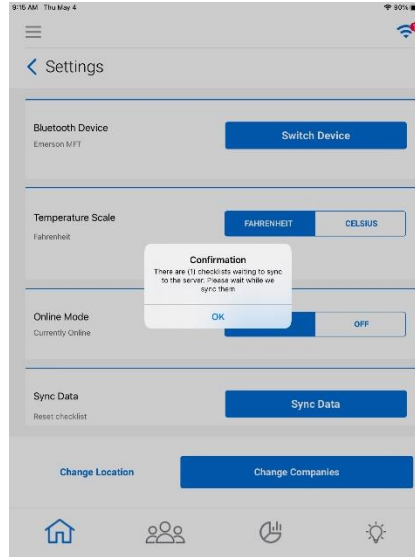 9:15 AM Thu May 4 90%
Settings
Bluetooth Device
Emerson MFT
Switch Device
Temperature Scale
Fahrenheit
FAHRENHEIT CELSIUS
Confirmation
There are (1) checklists waiting to sync
to the server. Please wait while we
sync them
OK
Online Mode
Currently Online
OFF
Sync Data
Reset checklist
Sync Data
Change Location Change Companies